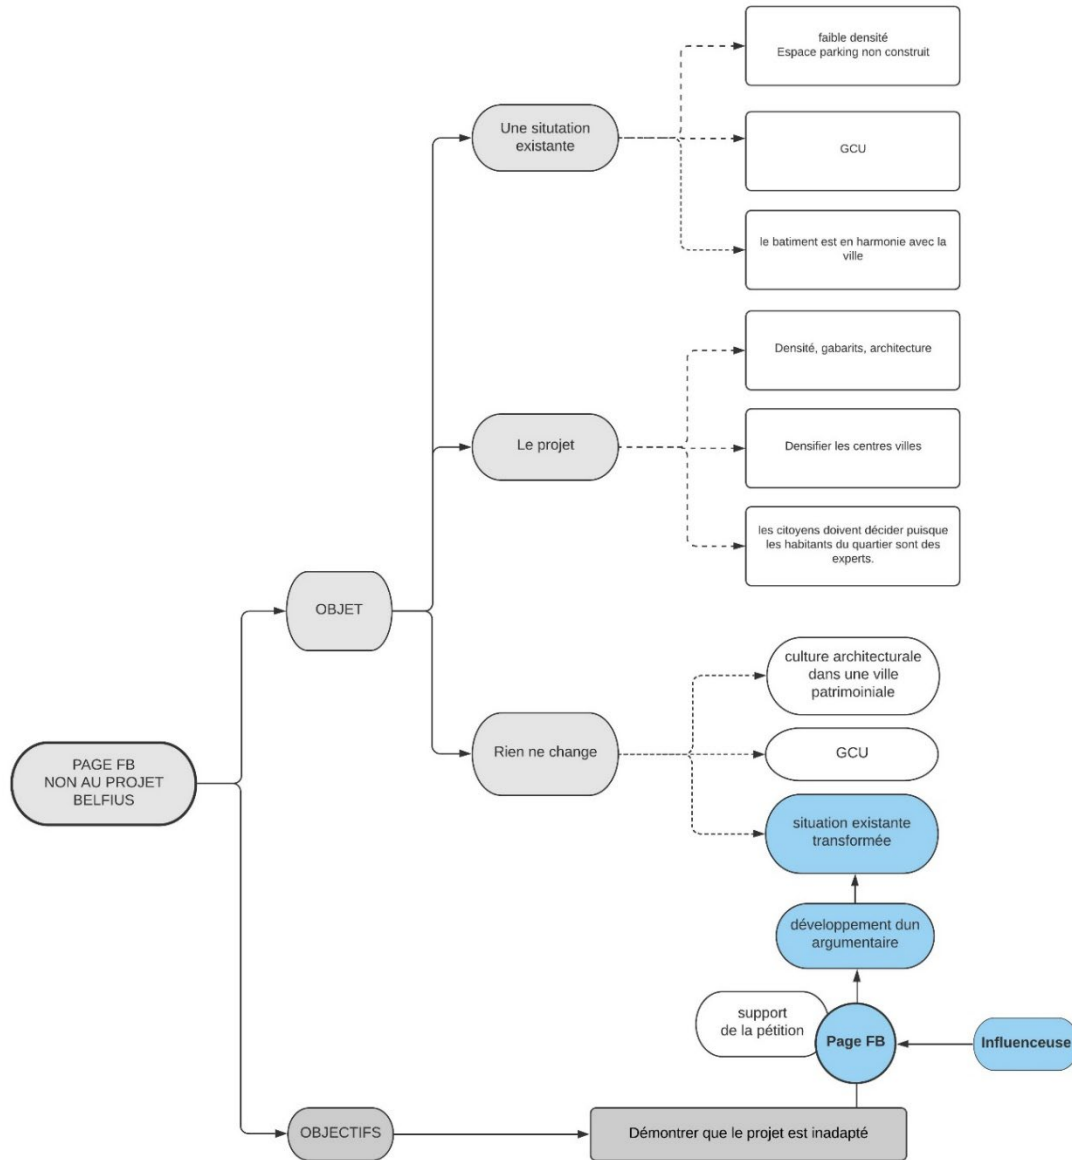 faible densité
Espace parking non construit
Une situtation
existante
GCU
le batiment est en harmonie avec la
ville
Densité, gabarits, architecture
Le projet
Densifier les centres villes
les citoyens doivent décider puisque
les habitants du quartier sont des
experts.
OBJET
culture architecturale
dans une ville
patrimoiniale
Rien ne change
GCU
PAGE FB
NON AU PROJET
BELFIUS
situation existante
transformée
développement dun
argumentaire
support
de la pétition
Page FB
Influenceuse
OBJECTIFS
Démontrer que le projet est inadapté